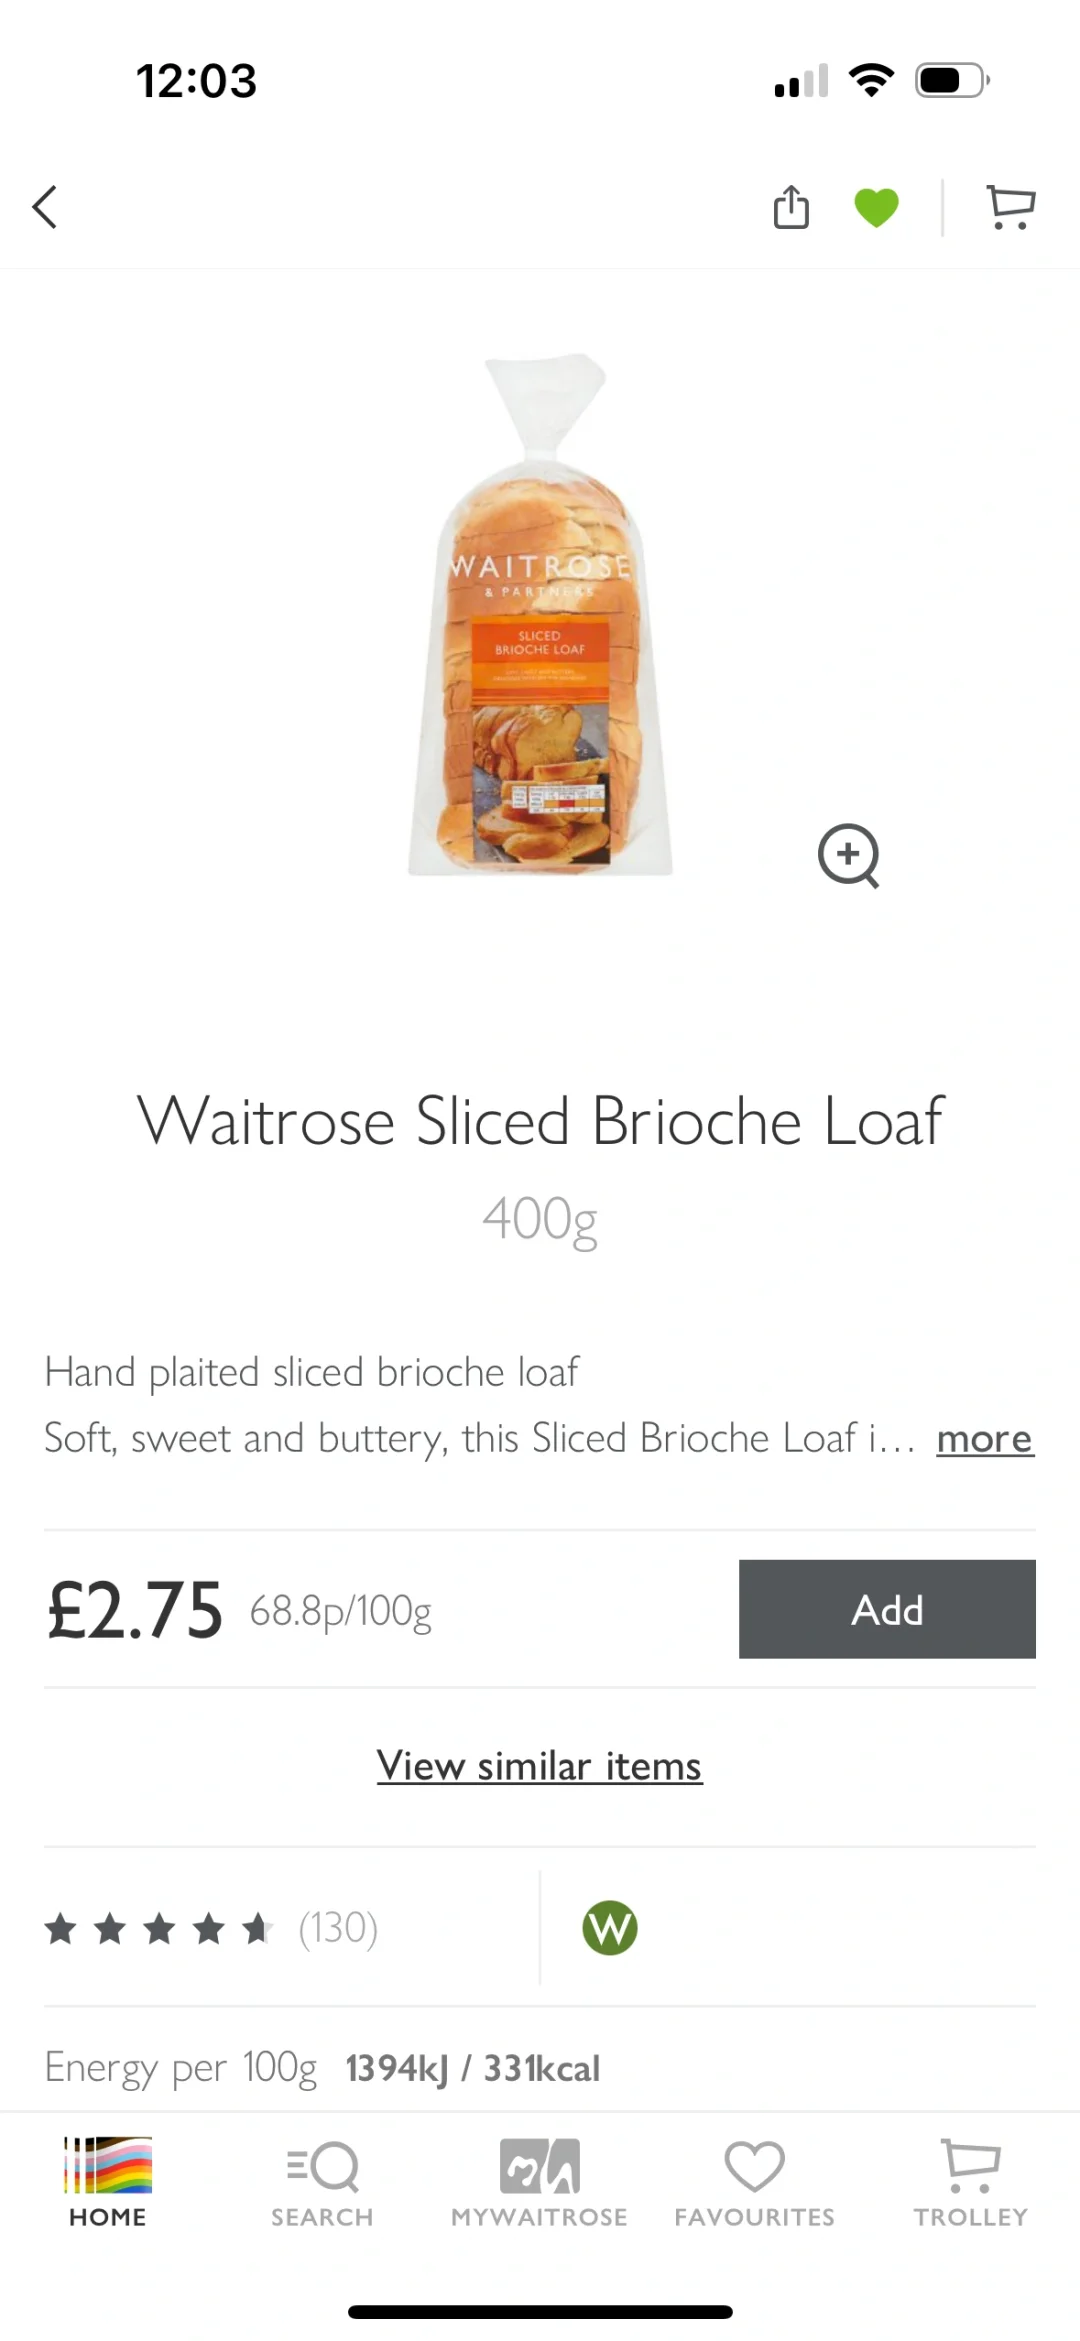 12:03
WAITROSE
& PARTNERS
SLICED
BRIOCHE LOAF
Waitrose Sliced Brioche Loaf
400g
Hand plaited sliced brioche loaf
Soft, sweet and buttery, this Sliced Brioche Loaf i... more
£2.75 68.8p/100g Add
View similar items
(130) W
Energy per 100g 1394kJ / 331kcal
HOME SEARCH MYWAITROSE FAVOURITES TROLLEY